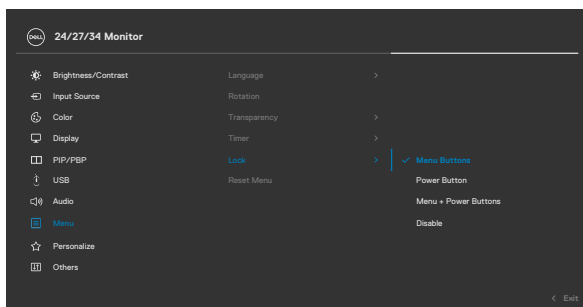 DELL
24/27/34 Monitor
Brightness/Contrast
Input Source
Color
Display
PIP/PBP
USB
Audio
Menu
Personalize
Others
Language
Rotation
Transparency
Timer
Lock
Reset Menu
Menu Buttons
Power Button
Menu + Power Buttons
Disable
Exit